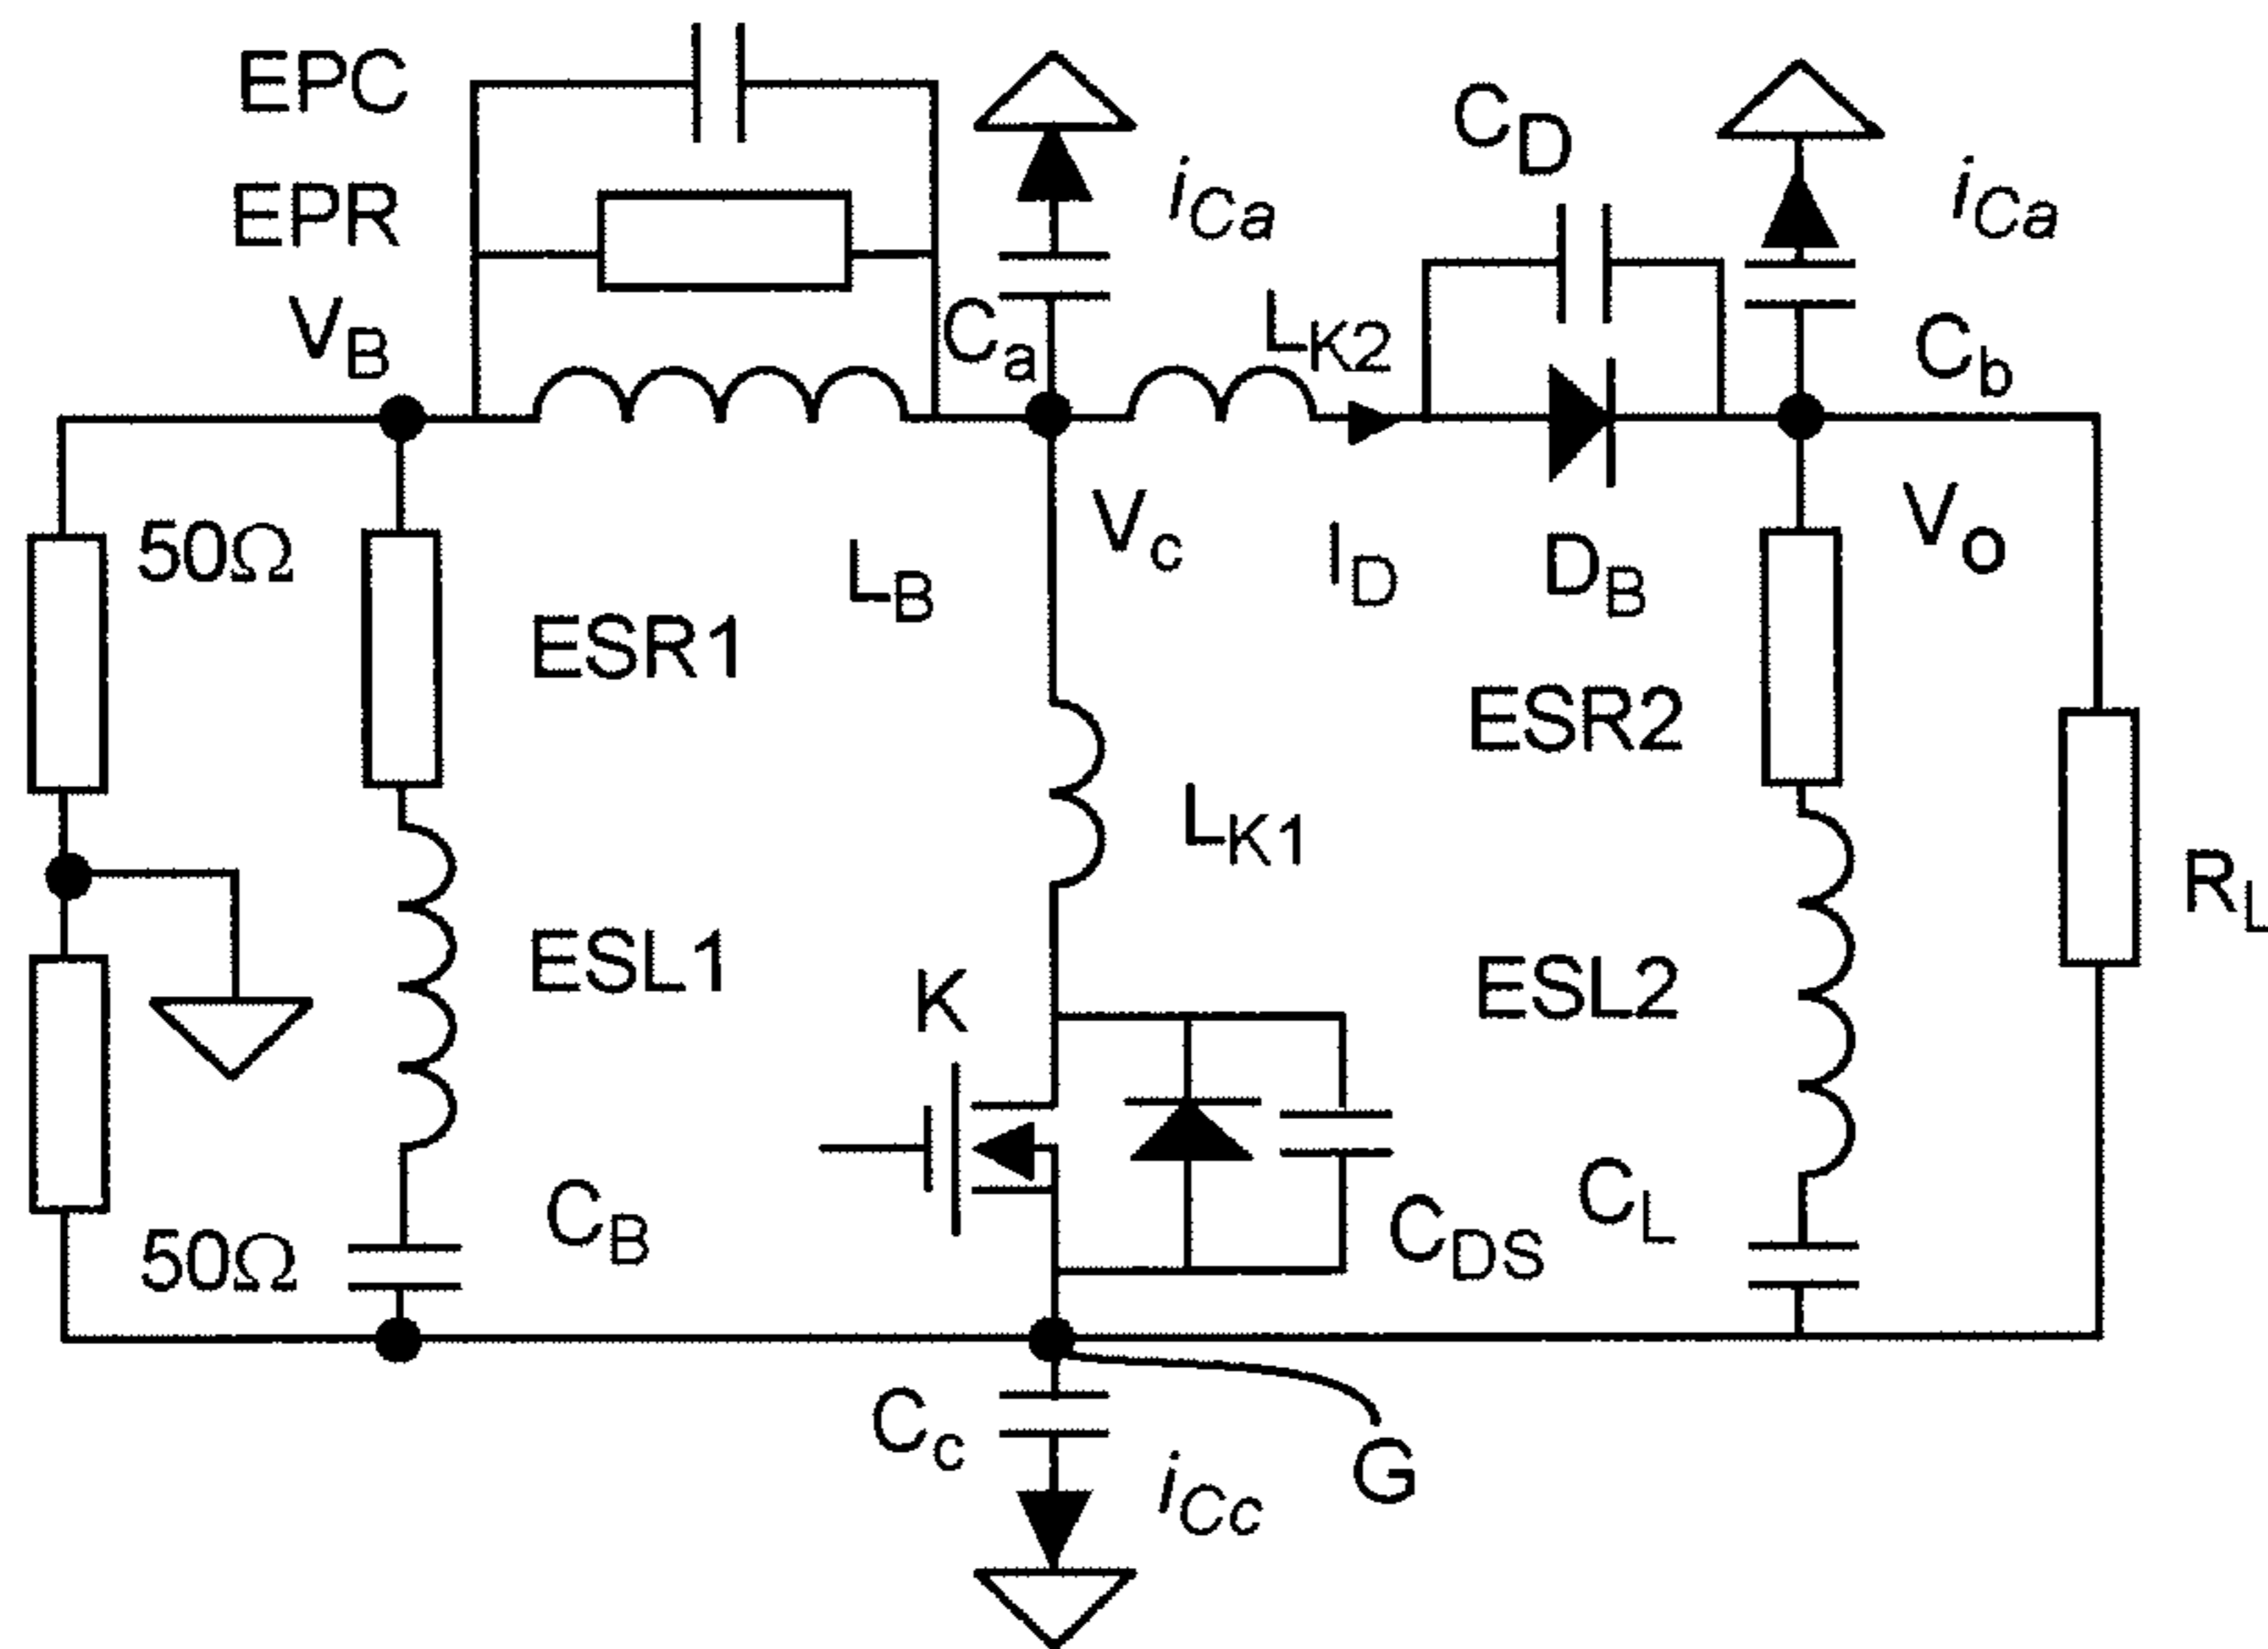 EPC
C_D
EPR
i_Ca
i_Ca
V_B
C_a
L_K2
C_b
50Ω
L_B
V_c
I_D
D_B
V_o
ESR1
ESR2
L_K1
R_L
ESL1
K
ESL2
50Ω
C_B
C_DS
C_L
C_c
i_Cc
G